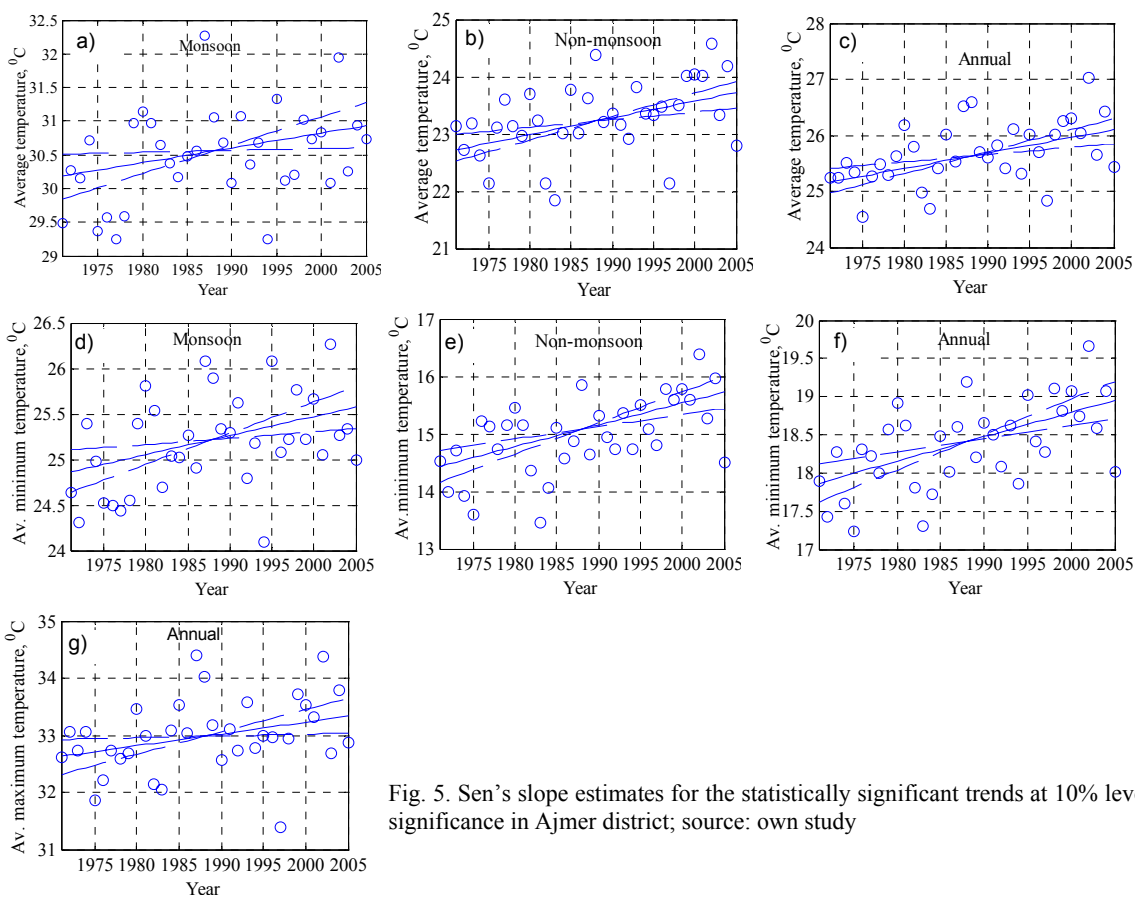 a)
Monsoon
Average temperature, ⁰C
32.5
32
31.5
31
30.5
30
29.5
29
1975 1980 1985 1990 1995 2000 2005
Year
b)
Non-monsoon
Average temperature, ⁰C
25
24
23
22
21
1975 1980 1985 1990 1995 2000 2005
Year
c)
Annual
Average temperature, ⁰C
28
27
26
25
24
1975 1980 1985 1990 1995 2000 2005
Year
d)
Monsoon
Av. minimum temperature, ⁰C
26.5
26
25.5
25
24.5
24
1975 1980 1985 1990 1995 2000 2005
Year
e)
Non-monsoon
Av. minimum temperature, ⁰C
17
16
15
14
13
1975 1980 1985 1990 1995 2000 2005
Year
f)
Annual
Av. minimum temperature, ⁰C
20
19.5
19
18.5
18
17.5
17
1975 1980 1985 1990 1995 2000 2005
Year
g)
Annual
Av. maximum temperature, ⁰C
35
34
33
32
31
1975 1980 1985 1990 1995 2000 2005
Year
Fig. 5. Sen’s slope estimates for the statistically significant trends at 10% leve
significance in Ajmer district; source: own study